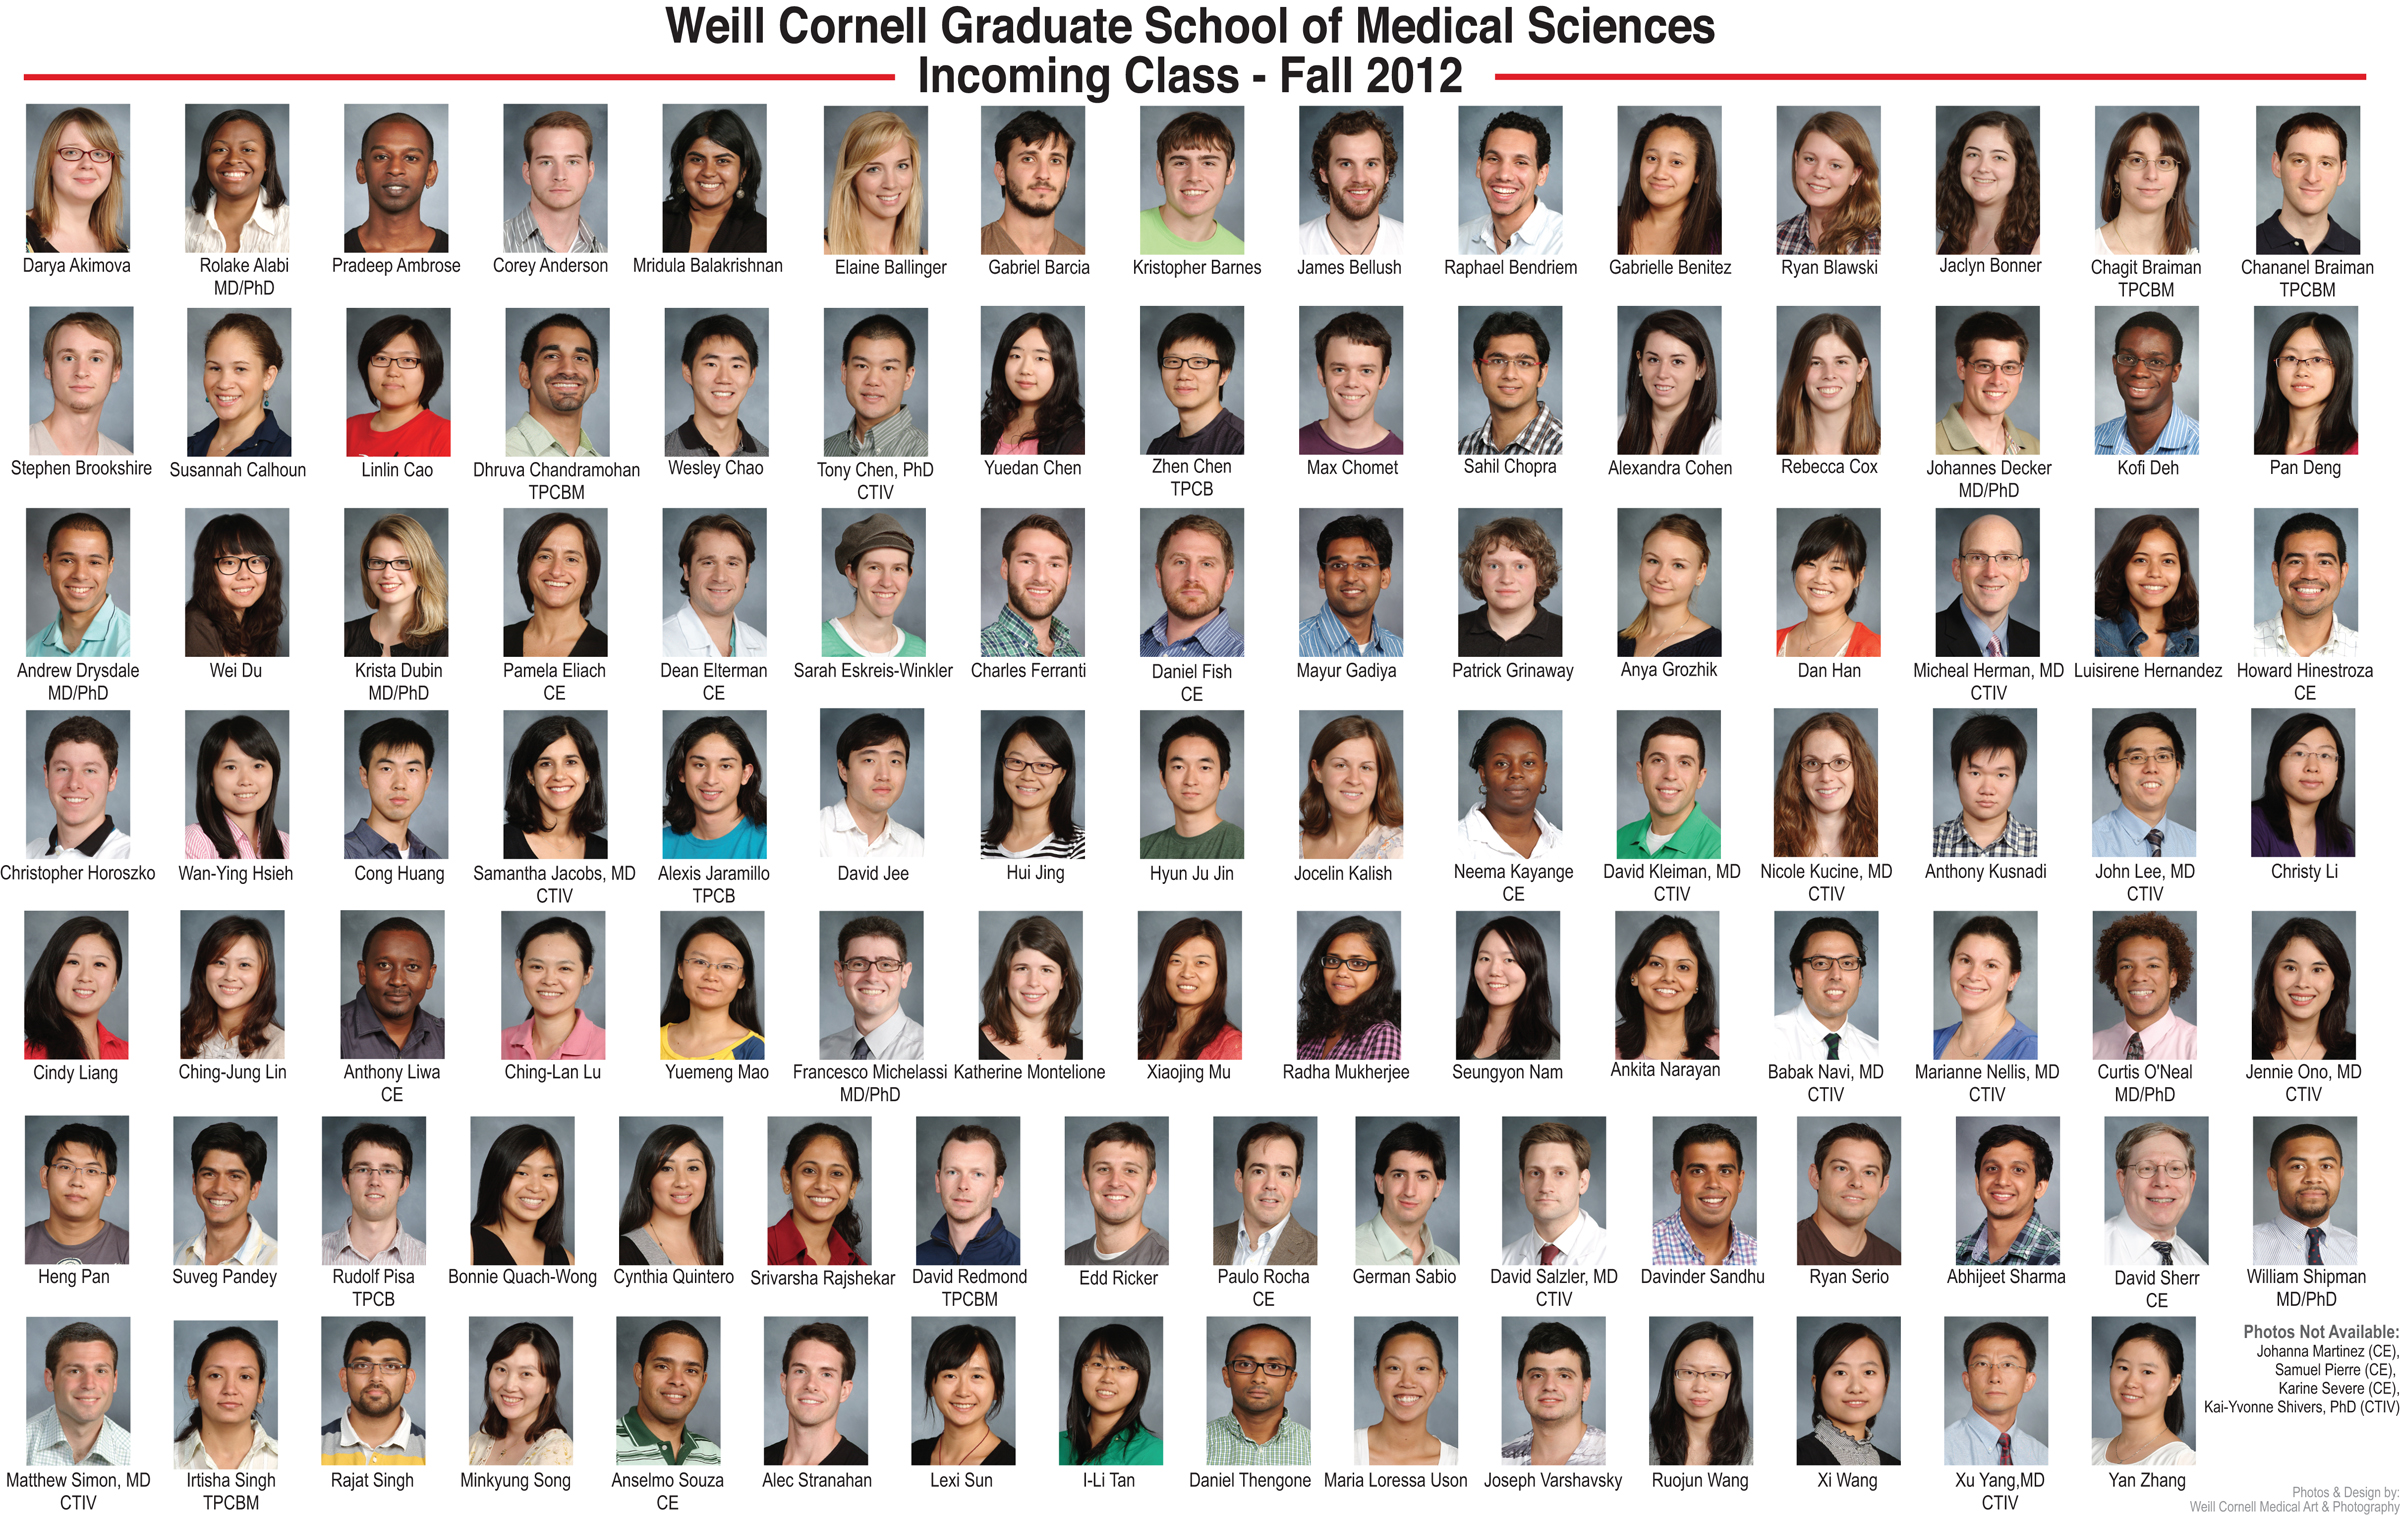 Weill Cornell Graduate School of Medical Sciences
Incoming Class - Fall 2012
Darya Akimova
Rolake Alabi
MD/PhD
Pradeep Ambrose
Corey Anderson
Mridula Balakrishnan
Elaine Ballinger
Gabriel Barcia
Kristopher Barnes
James Bellush
Raphael Bendriem
Gabrielle Benitez
Ryan Blawski
Jaclyn Bonner
Chagit Braiman
TPCBM
Chananel Braiman
TPCBM
Stephen Brookshire
Susannah Calhoun
Linlin Cao
Dhruva Chandramohan
TPCBM
Wesley Chao
Tony Chen, PhD
CTIV
Yuedan Chen
Zhen Chen
TPCB
Max Chomet
Sahil Chopra
Alexandra Cohen
Rebecca Cox
Johannes Decker
MD/PhD
Kofi Deh
Pan Deng
Andrew Drysdale
MD/PhD
Wei Du
Krista Dubin
MD/PhD
Pamela Eliach
CE
Dean Elterman
CE
Sarah Eskreis-Winkler
Charles Ferranti
Daniel Fish
CE
Mayur Gadiya
Patrick Grinaway
Anya Grozhik
Dan Han
Micheal Herman, MD
CTIV
Luisirene Hernandez
Howard Hinestroza
CE
Christopher Horoszko
Wan-Ying Hsieh
Cong Huang
Samantha Jacobs, MD
CTIV
Alexis Jaramillo
TPCB
David Jee
Hui Jing
Hyun Ju Jin
Jocelin Kalish
Neema Kayange
CE
David Kleiman, MD
CTIV
Nicole Kucine, MD
CTIV
Anthony Kusnadi
John Lee, MD
CTIV
Christy Li
Cindy Liang
Ching-Jung Lin
Anthony Liwa
CE
Ching-Lan Lu
Yuemeng Mao
Francesco Michelassi
MD/PhD
Katherine Montelione
Xiaojing Mu
Radha Mukherjee
Seungyon Nam
Ankita Narayan
Babak Navi, MD
CTIV
Marianne Nellis, MD
CTIV
Curtis O'Neal
MD/PhD
Jennie Ono, MD
CTIV
Heng Pan
Suveg Pandey
Rudolf Pisa
TPCB
Bonnie Quach-Wong
Cynthia Quintero
Srivarsha Rajshekar
David Redmond
TPCBM
Edd Ricker
Paulo Rocha
CE
German Sabio
David Salzler, MD
CTIV
Davinder Sandhu
Ryan Serio
Abhijeet Sharma
David Sherr
CE
William Shipman
MD/PhD
Matthew Simon, MD
CTIV
Irtisha Singh
TPCBM
Rajat Singh
Minkyung Song
Anselmo Souza
CE
Alec Stranahan
Lexi Sun
I-Li Tan
Daniel Thengone
Maria Loressa Uson
Joseph Varshavsky
Ruojun Wang
Xi Wang
Xu Yang,MD
CTIV
Yan Zhang
Photos Not Available:
Johanna Martinez (CE),
Samuel Pierre (CE),
Karine Severe (CE),
Kai-Yvonne Shivers, PhD (CTIV)
Photos & Design by:
Weill Cornell Medical Art & Photography